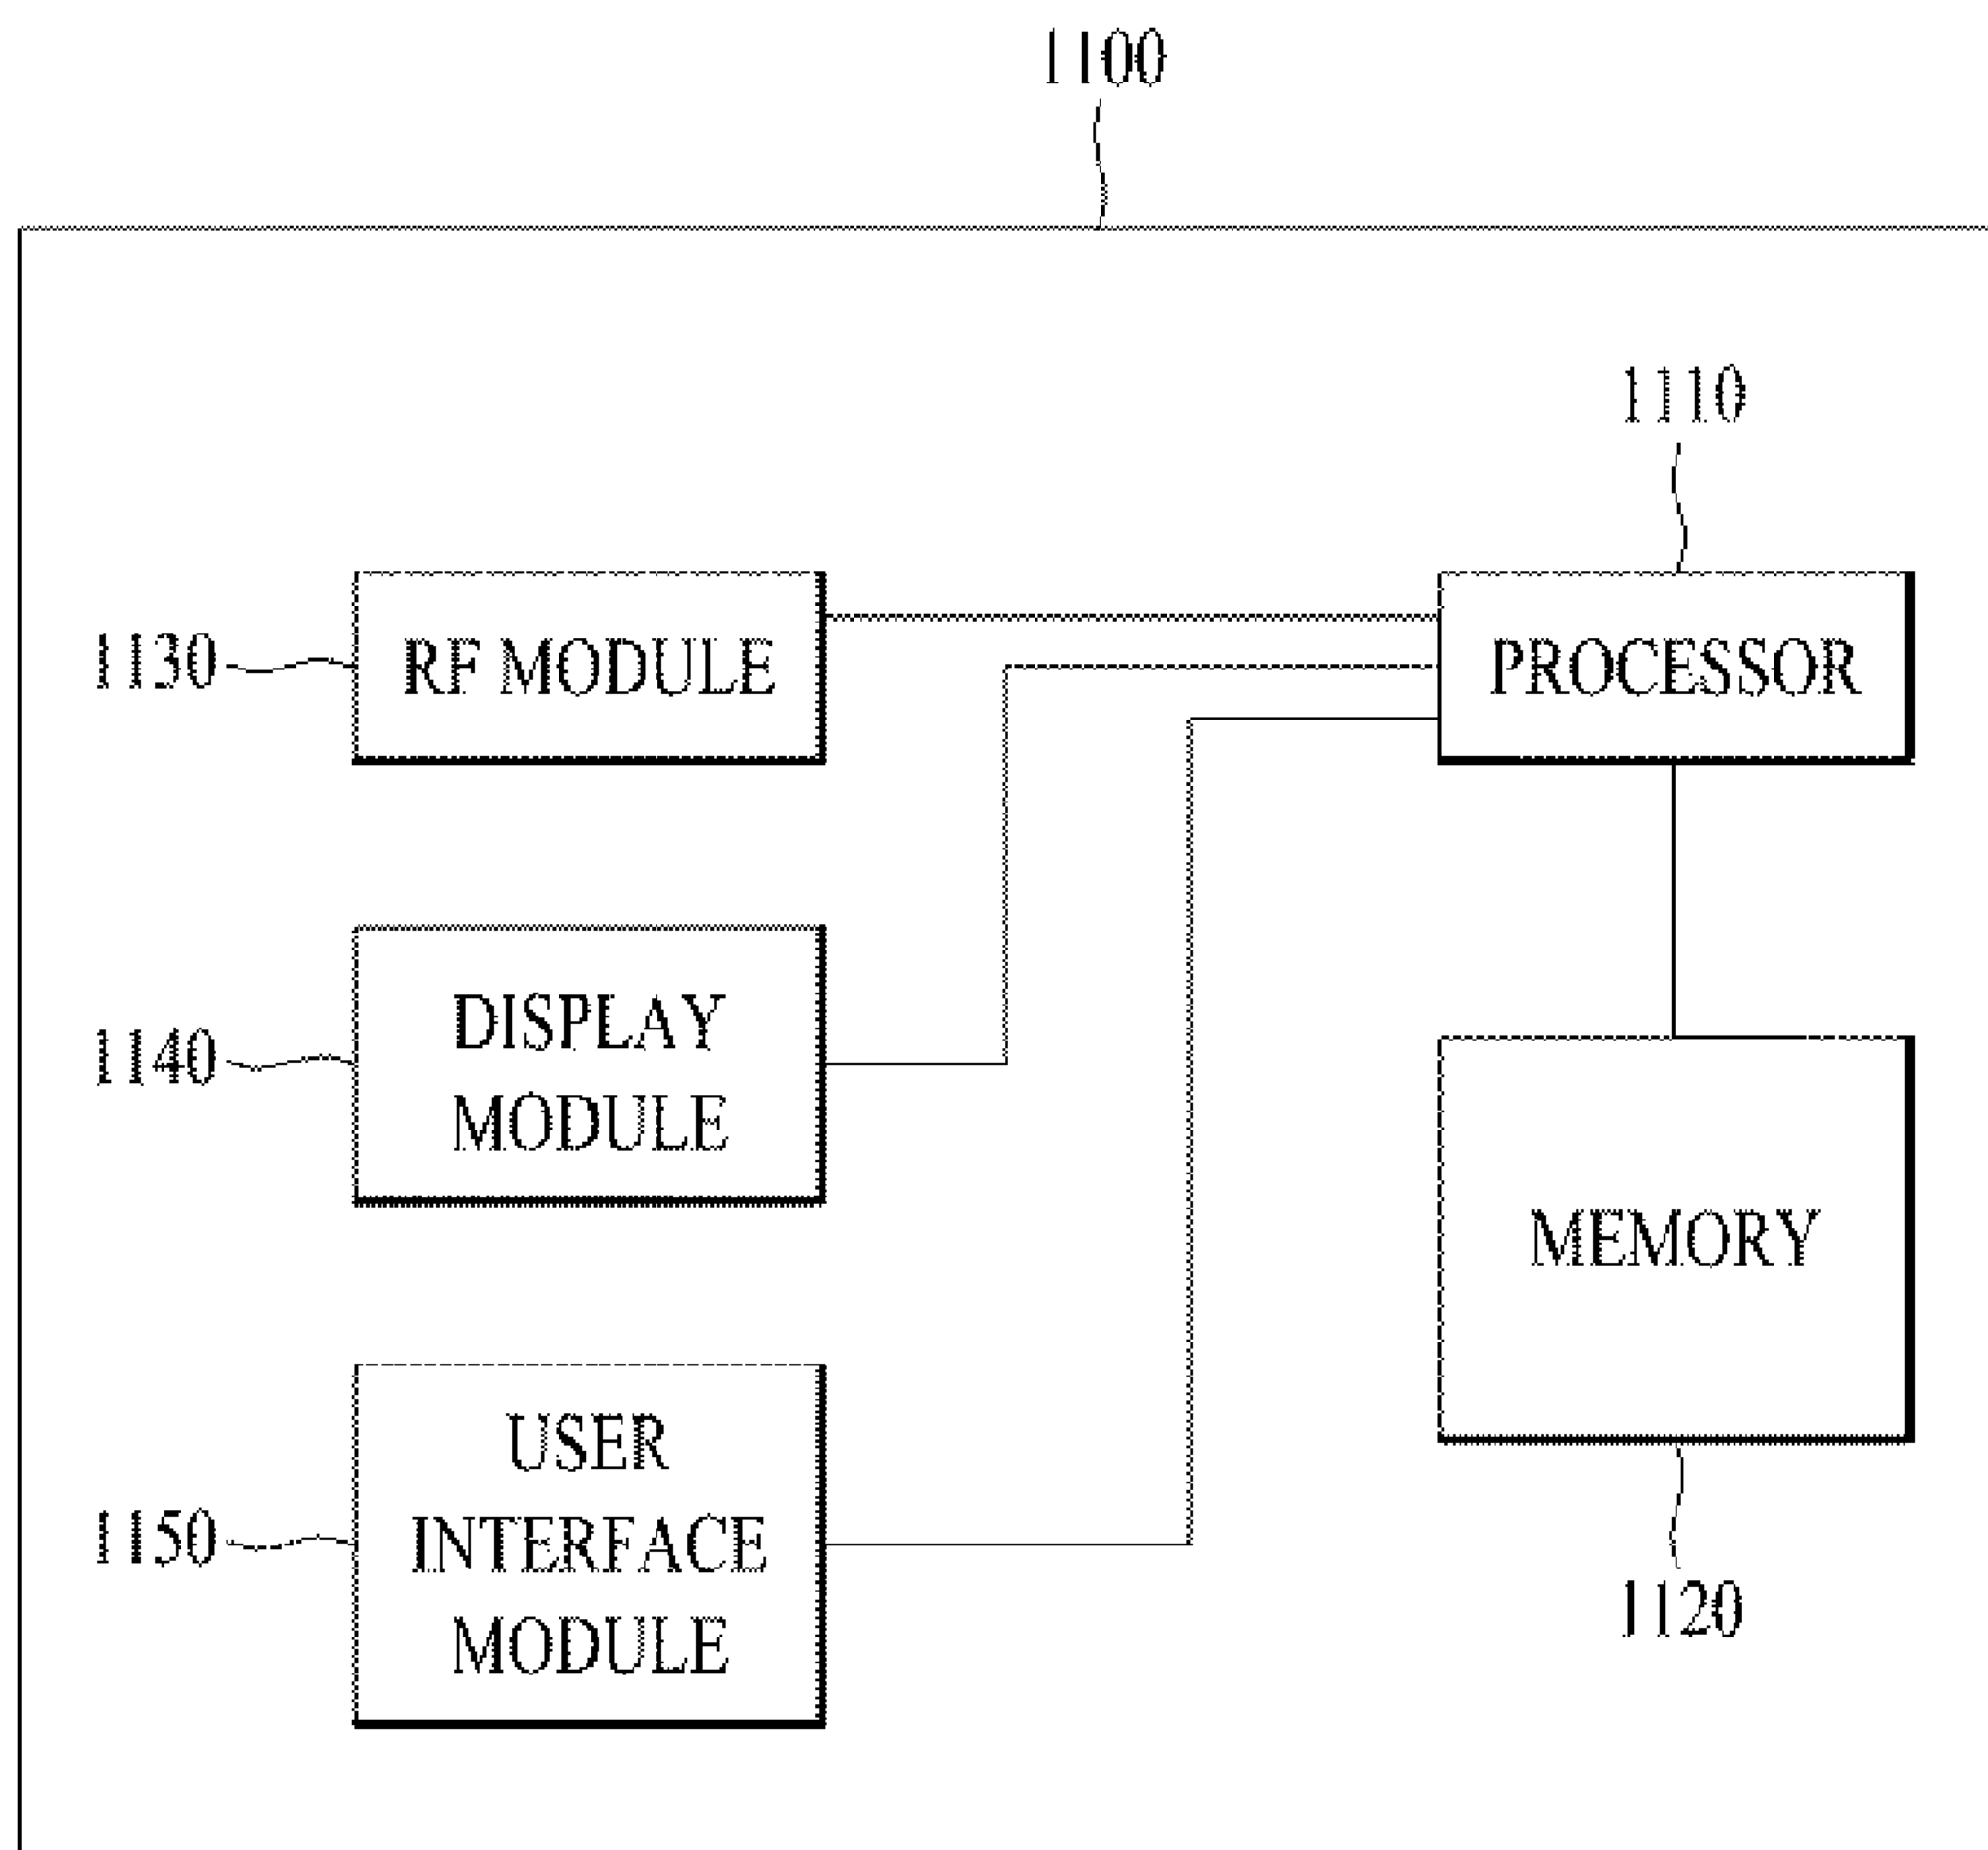 1100
1110
1130
RF MODULE
PROCESSOR
1140
DISPLAY
MODULE
MEMORY
1150
USER
INTERFACE
MODULE
1120